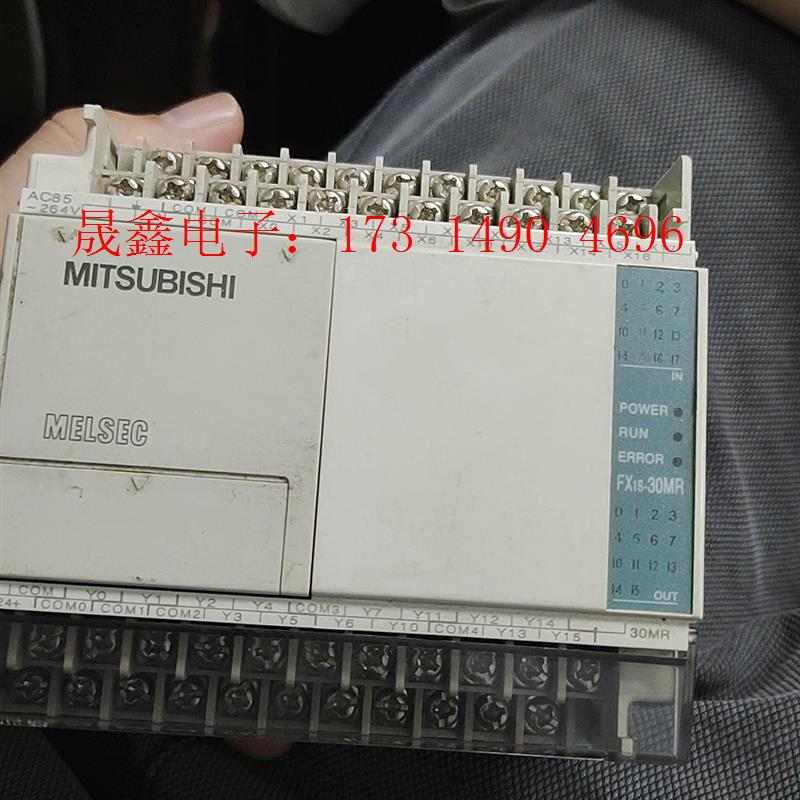 AC85
~264V
COM
COM
X1
X2
X4
X6
X13
X14
X16
晟鑫电子：173 1490 4696
MITSUBISHI
MELSEC
0 1 2 3
4 5 6 7
10 11 12 13
14 15 16 17
IN
POWER
RUN
ERROR
FX1S-30MR
0 1 2 3
4 5 6 7
10 11 12 13
14 15 OUT
COM Y0 Y1 Y2 Y4 COM3 Y7 Y11 Y12 Y14
24+ COM0 COM1 COM2 Y3 Y5 Y6 Y10 COM4 Y13 Y15 30MR